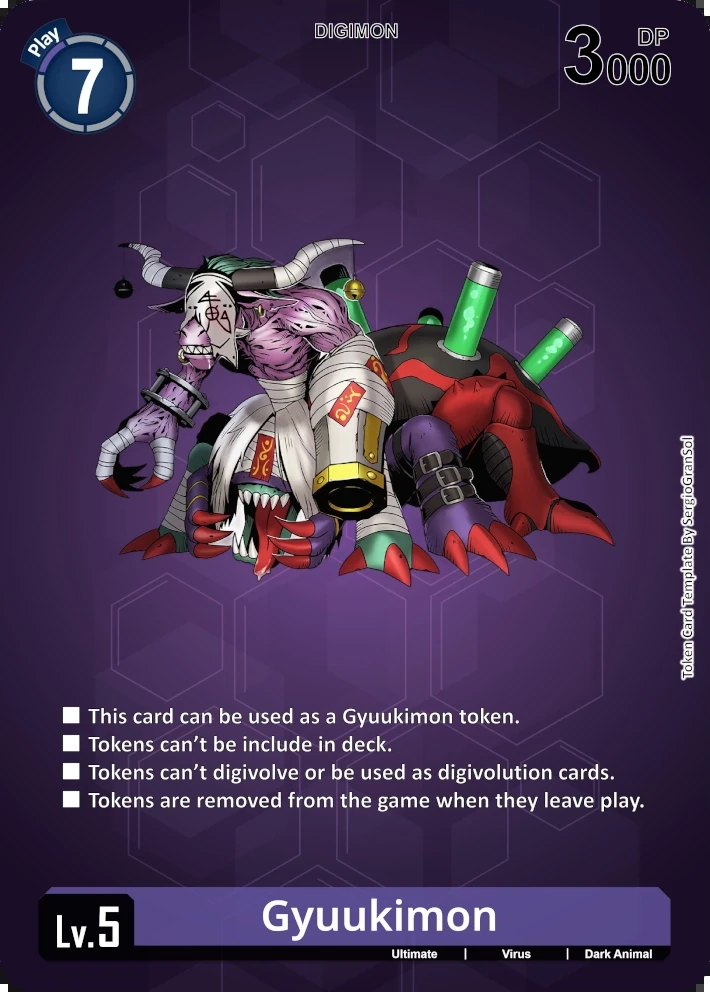 Play
7
DIGIMON
DP
3000
Token Card Template By SergioGranSol
This card can be used as a Gyuukimon token.
Tokens can't be include in deck.
Tokens can't digivolve or be used as digivolution cards.
Tokens are removed from the game when they leave play.
Lv.5
Gyuukimon
Ultimate | Virus | Dark Animal